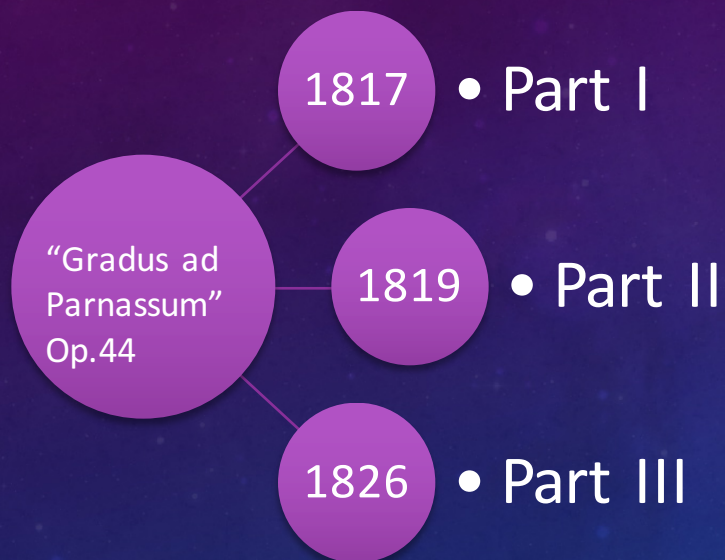 1817
• Part I
“Gradus ad
Parnassum”
Op.44
1819
• Part II
1826
• Part III